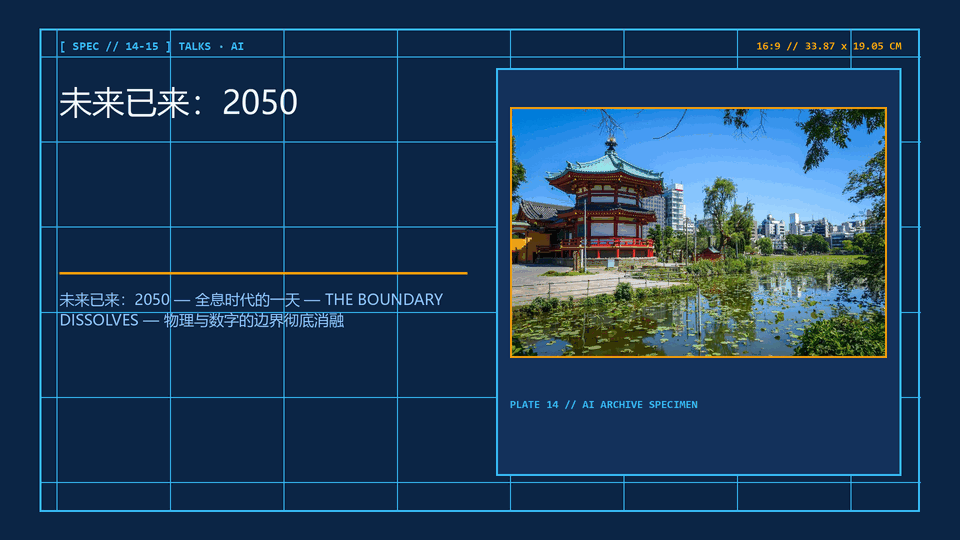 [ SPEC // 14-15 ] TALKS · AI
16:9 // 33.87 x 19.05 CM
未来已来：2050
未来已来：2050 — 全息时代的一天 — THE BOUNDARY
DISSOLVES — 物理与数字的边界彻底消融
PLATE 14 // AI ARCHIVE SPECIMEN